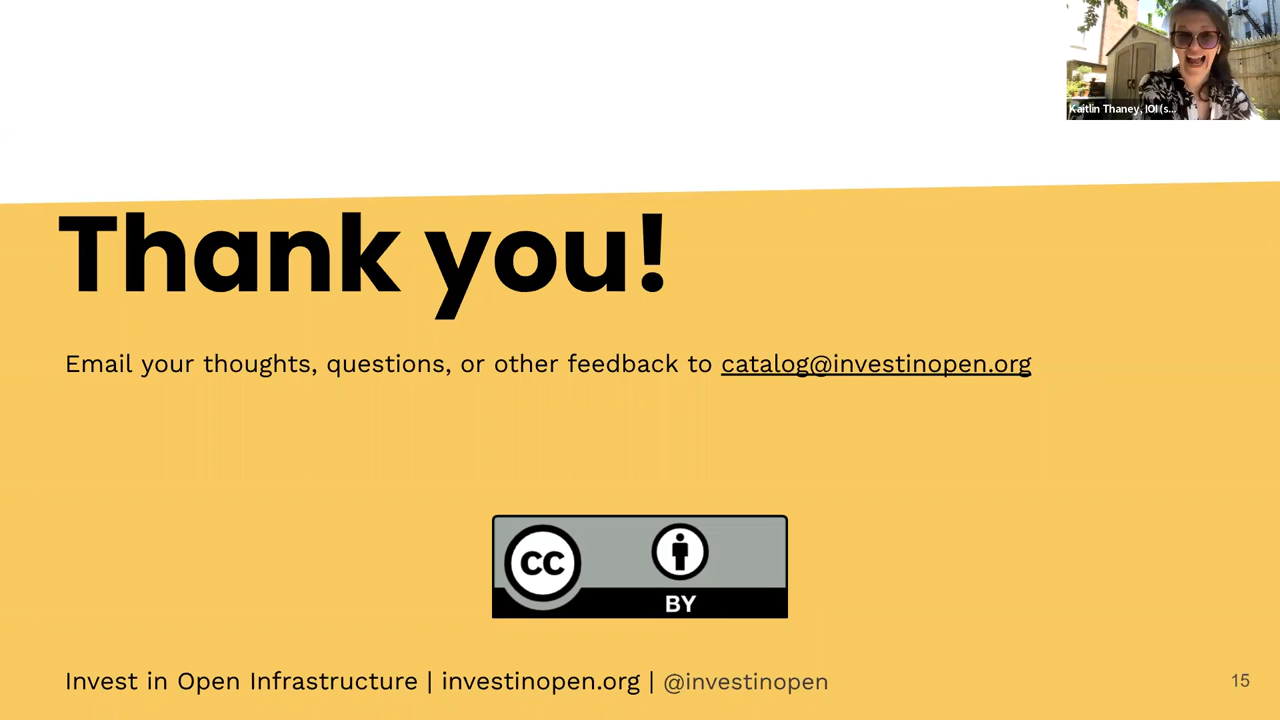 Kaitlin Thaney, IOI (s...
Thank you!
Email your thoughts, questions, or other feedback to catalog@investinopen.org
CC
BY
Invest in Open Infrastructure | investinopen.org | @investinopen
15